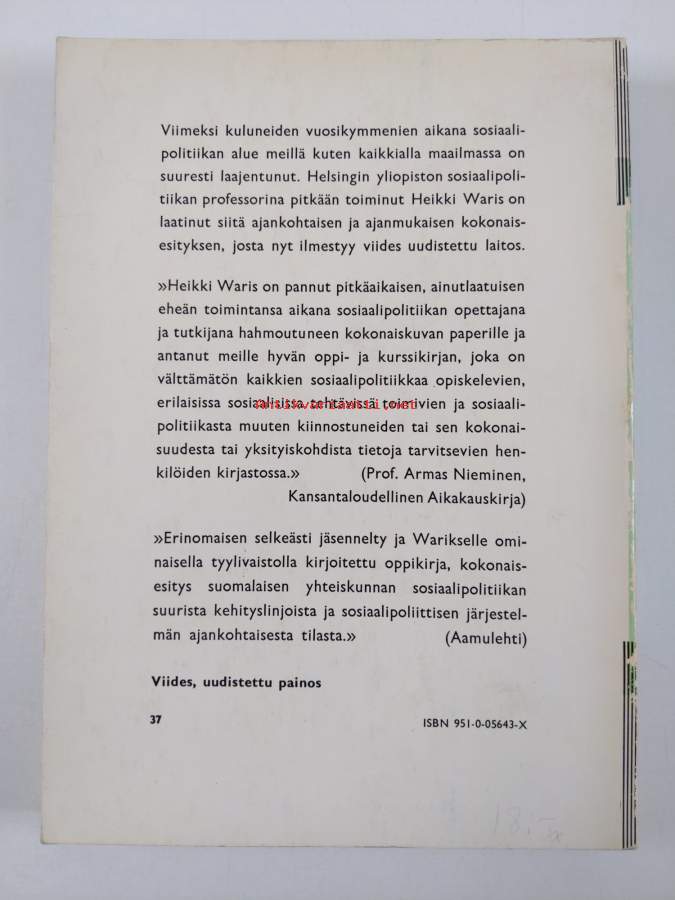 Viimeksi kuluneiden vuosikymmenien aikana sosiaali-
politiikan alue meillä kuten kaikkialla maailmassa on
suuresti laajentunut. Helsingin yliopiston sosiaalipoli-
tiikan professorina pitkään toiminut Heikki Waris on
laatinut siitä ajankohtaisen ja ajanmukaisen kokonais-
esityksen, josta nyt ilmestyy viides uudistettu laitos.
»Heikki Waris on pannut pitkäaikaisen, ainutlaatuisen
eheän toimintansa aikana sosiaalipolitiikan opettajana
ja tutkijana hahmoutuneen kokonaiskuvan paperille ja
antanut meille hyvän oppi- ja kurssikirjan, joka on
välttämätön kaikkien sosiaalipolitiikkaa opiskelevien,
erilaisissa sosiaalisissa tehtävissä toimivien ja sosiaali-
Antikvariaatti.net
politiikasta muuten kiinnostuneiden tai sen kokonai-
suudesta tai yksityiskohdista tietoja tarvitsevien hen-
kilöiden kirjastossa.» (Prof. Armas Nieminen,
Kansantaloudellinen Aikakauskirja)
»Erinomaisen selkeästi jäsennelty ja Warikselle omi-
naisella tyylivaistolla kirjoitettu oppikirja, kokonais-
esitys suomalaisen yhteiskunnan sosiaalipolitiikan
suurista kehityslinjoista ja sosiaalipoliittisen järjestel-
män ajankohtaisesta tilasta.» (Aamulehti)
Viides, uudistettu painos
37 ISBN 951-0-05643-X
18,-